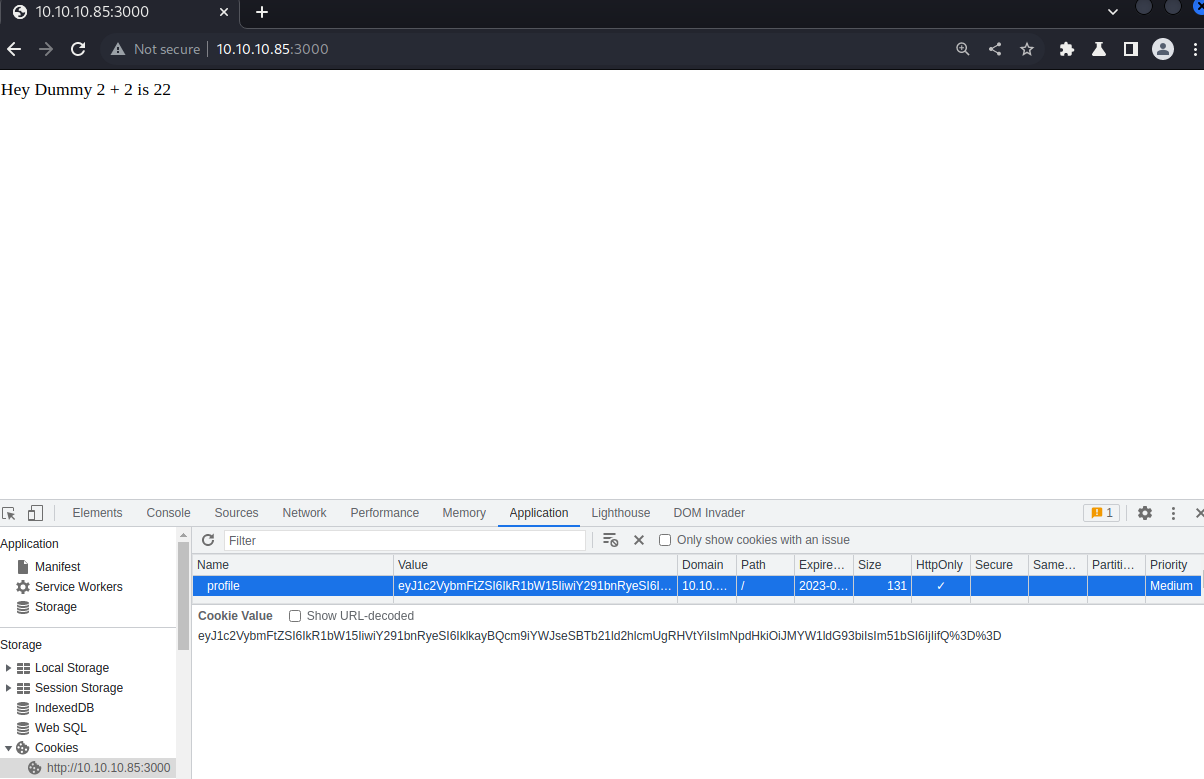 10.10.10.85:3000
Not secure 10.10.10.85:3000
Hey Dummy 2 + 2 is 22
Elements Console Sources Network Performance Memory Application Lighthouse DOM Invader 1
Application
Manifest
Service Workers
Storage
Storage
Local Storage
Session Storage
IndexedDB
Web SQL
Cookies
http://10.10.10.85:3000
Filter Only show cookies with an issue
Name Value Domain Path Expire... Size HttpOnly Secure Same... Partiti... Priority
profile eyJ1c2VybmFtZSI6IkR1bW15IiwiY291bnRyeSI6I... 10.10.... / 2023-0... 131 ✓ Medium
Cookie Value Show URL-decoded
eyJ1c2VybmFtZSI6IkR1bW15IiwiY291bnRyeSI6IklkayBQcm9iYWJseSBTb21ld2hlcmUgRHVtYiIsImNpdHkiOiJMYW1ldG93biIsIm51bSI6IjIifQ%3D%3D